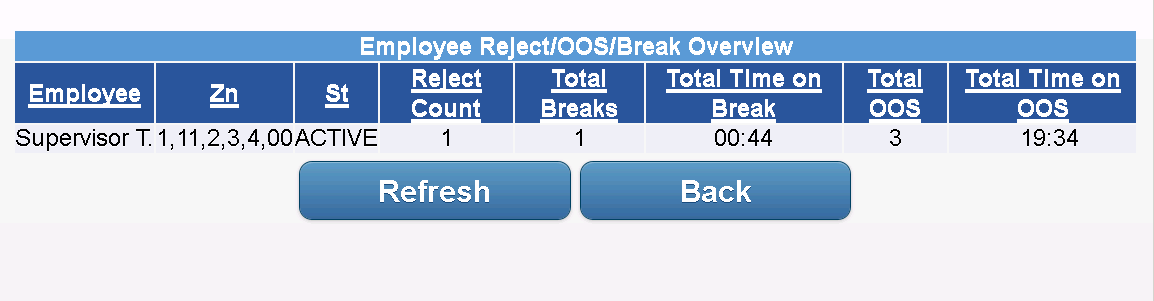 Employee Reject/OOS/Break Overview
Employee Zn St Reject Count Total Breaks Total Time on Break Total OOS Total Time on OOS
Supervisor T. 1,11,2,3,4,00 ACTIVE 1 1 00:44 3 19:34
Refresh Back